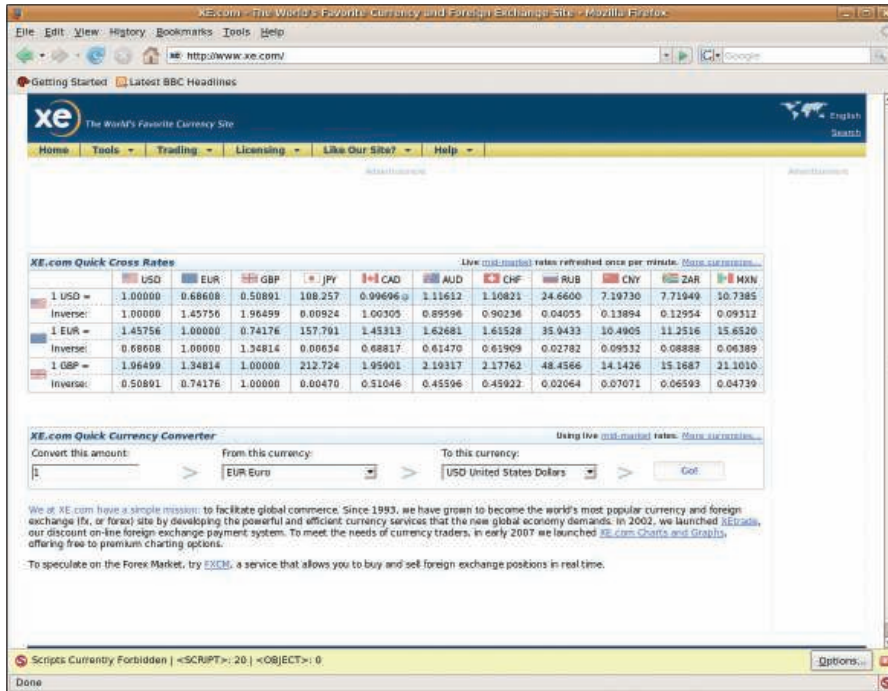 XE.com - The World's Favorite Currency and Foreign Exchange Site - Mozilla Firefox
File Edit View History Bookmarks Tools Help
http://www.xe.com/ Google
Getting Started Latest BBC Headlines
xe The World's Favorite Currency Site English
Search
Home Tools Trading Licensing Like Our Site? Help
Advertisement Advertisement
XE.com Quick Cross Rates Live mid-market rates refreshed once per minute. More currencies...
USD EUR GBP JPY CAD AUD CHF RUB CNY ZAR MXN
1 USD = 1.00000 0.68608 0.50891 108.257 0.99696 1.11612 1.10821 24.6600 7.19730 7.71949 10.7385
Inverse: 1.00000 1.45756 1.96499 0.00924 1.00305 0.89596 0.90236 0.04055 0.13894 0.12954 0.09312
1 EUR = 1.45756 1.00000 0.74176 157.791 1.45313 1.62681 1.61528 35.9433 10.4905 11.2516 15.6520
Inverse: 0.68608 1.00000 1.34814 0.00634 0.68817 0.61470 0.61909 0.02782 0.09532 0.08888 0.06389
1 GBP = 1.96499 1.34814 1.00000 212.724 1.95901 2.19317 2.17762 48.4566 14.1426 15.1687 21.1010
Inverse: 0.50891 0.74176 1.00000 0.00470 0.51046 0.45596 0.45922 0.02064 0.07071 0.06593 0.04739
XE.com Quick Currency Converter Using live mid-market rates. More currencies...
Convert this amount: From this currency: To this currency:
1 > EUR Euro > USD United States Dollars > Go!
We at XE.com have a simple mission: to facilitate global commerce. Since 1993, we have grown to become the world's most popular currency and foreign
exchange (fx, or forex) site by developing the powerful and efficient currency services that the new global economy demands. In 2002, we launched XEtrade,
our discount on-line foreign exchange payment system. To meet the needs of currency traders, in early 2007 we launched XE.com Charts and Graphs,
offering free to premium charting options.
To speculate on the Forex Market, try FXCM, a service that allows you to buy and sell foreign exchange positions in real time.
Scripts Currently Forbidden | <SCRIPT>: 20 | <OBJECT>: 0 Options...
Done